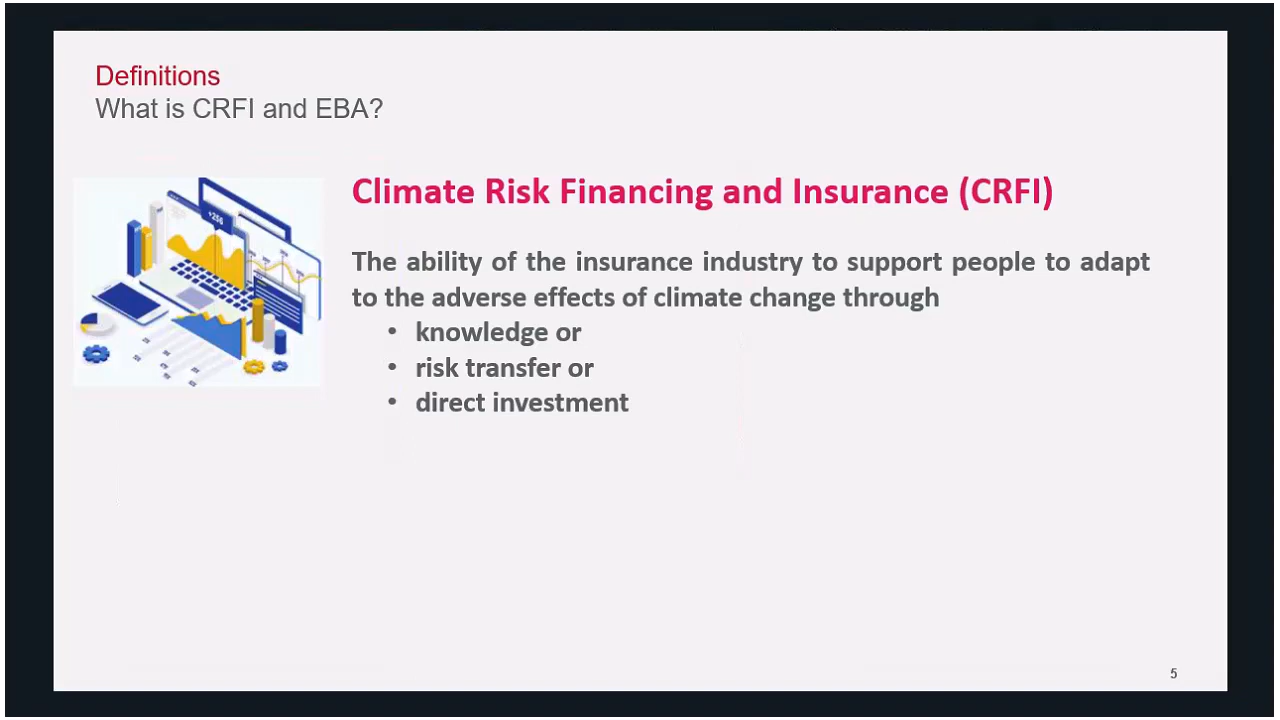 Definitions
What is CRFI and EBA?
Climate Risk Financing and Insurance (CRFI)
The ability of the insurance industry to support people to adapt
to the adverse effects of climate change through
• knowledge or
• risk transfer or
• direct investment
+256
5